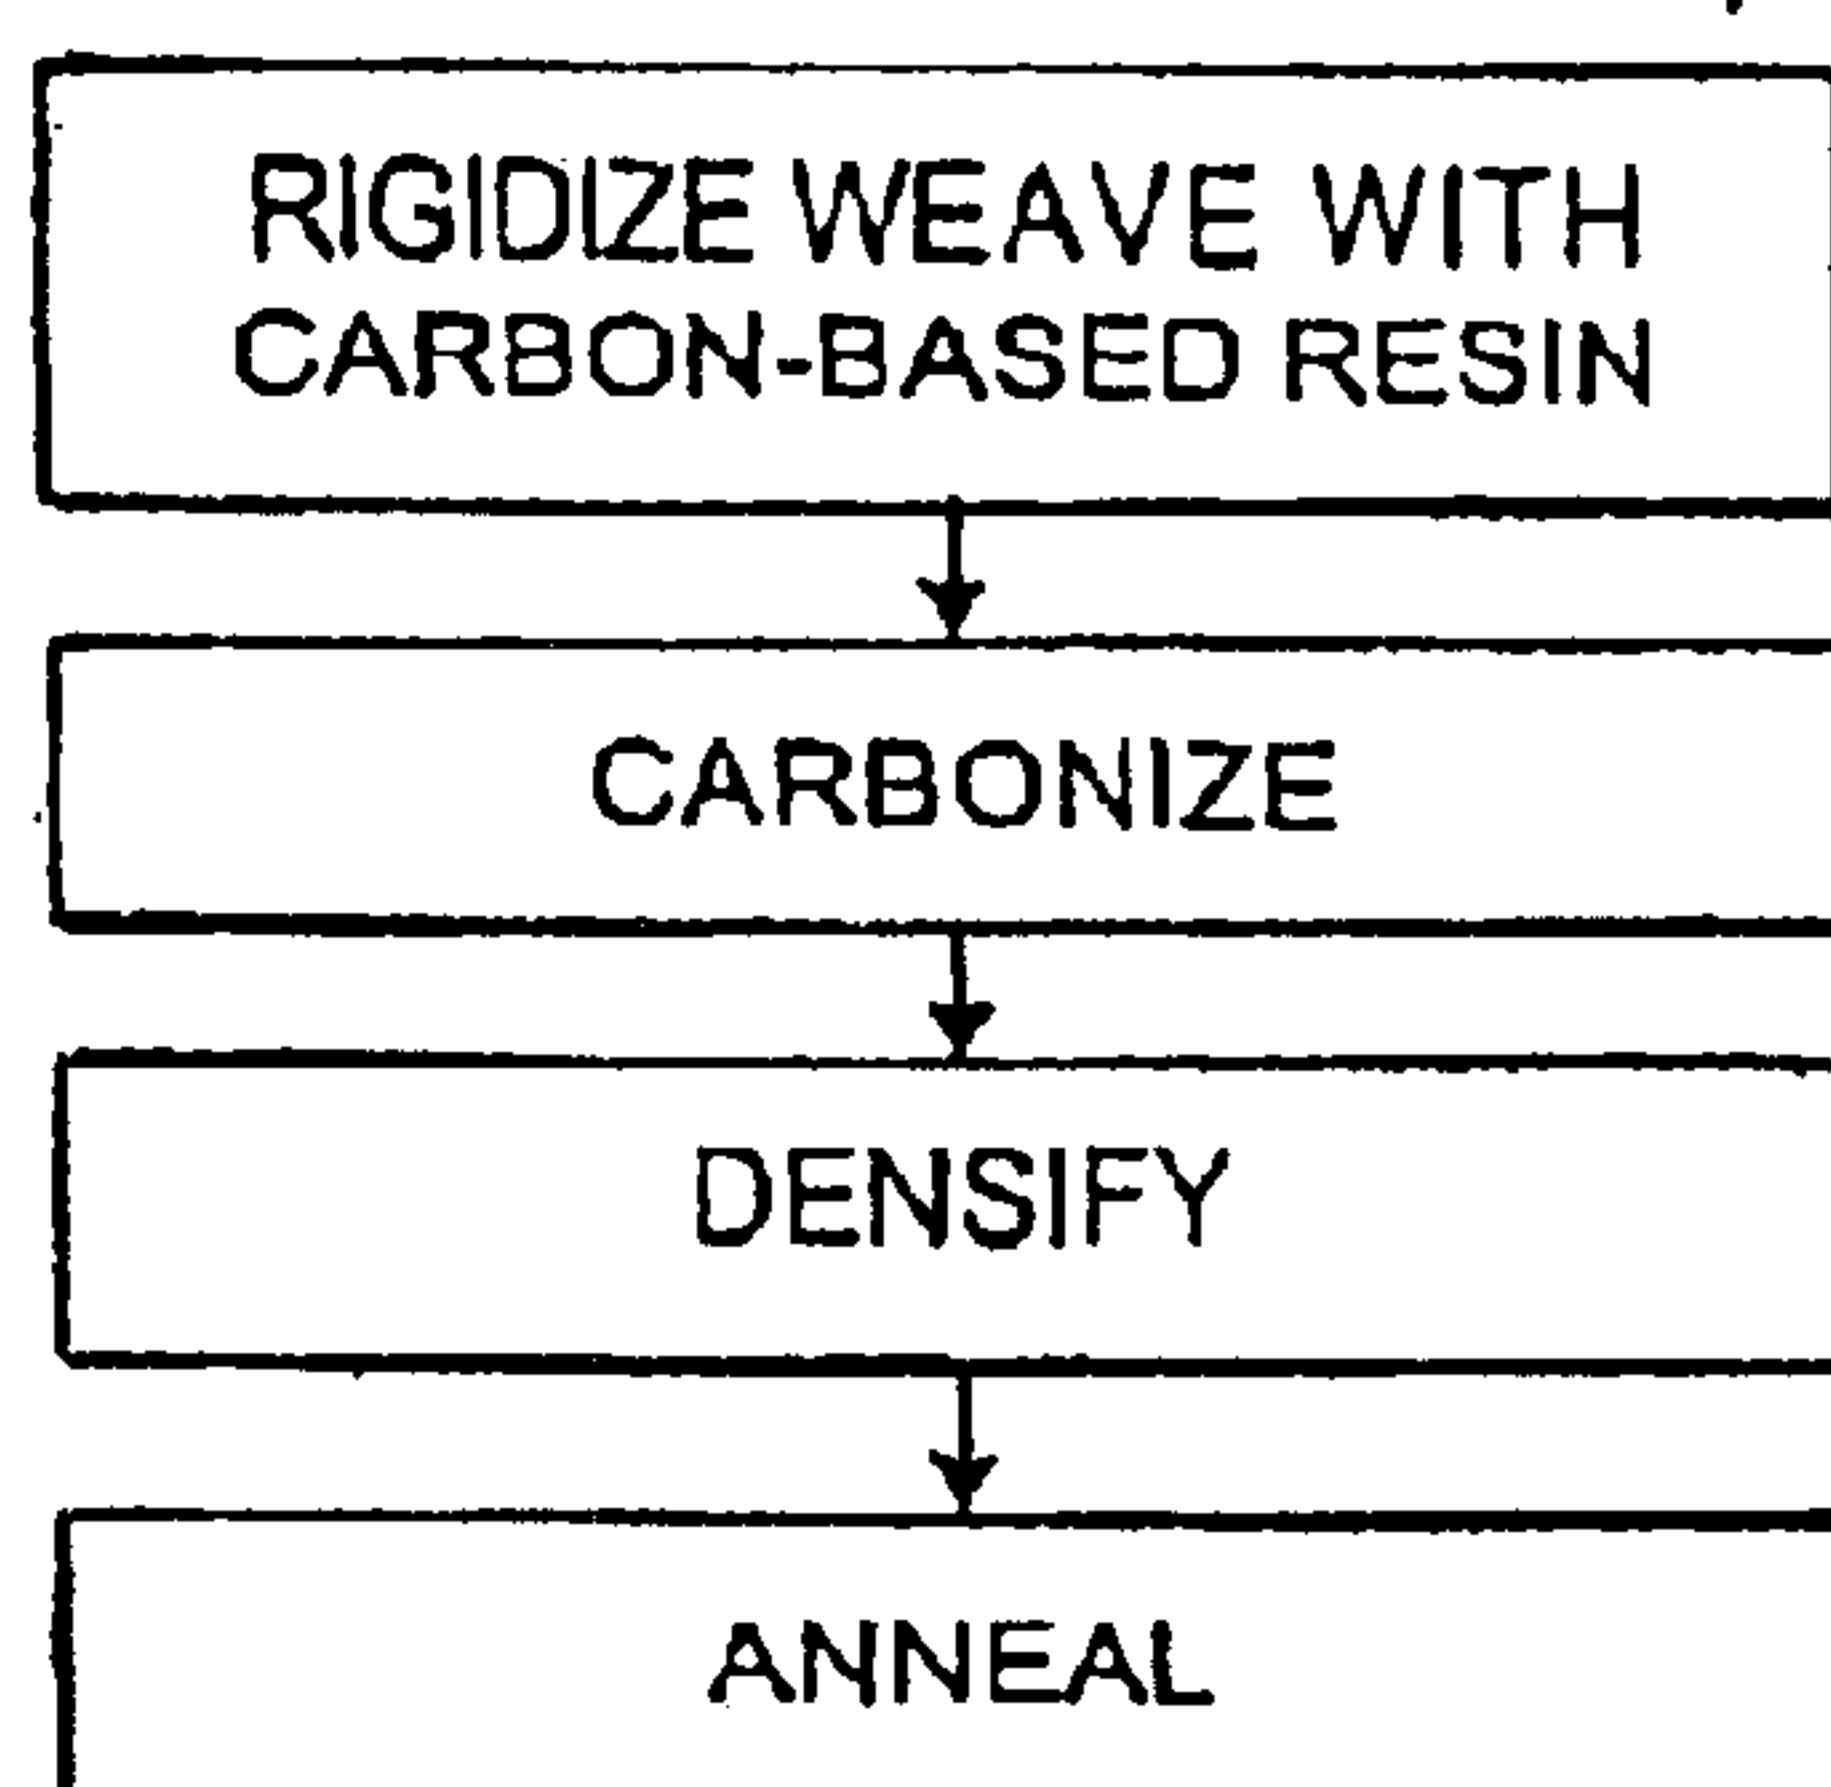 RIGIDIZE WEAVE WITH
CARBON-BASED RESIN
CARBONIZE
DENSIFY
ANNEAL